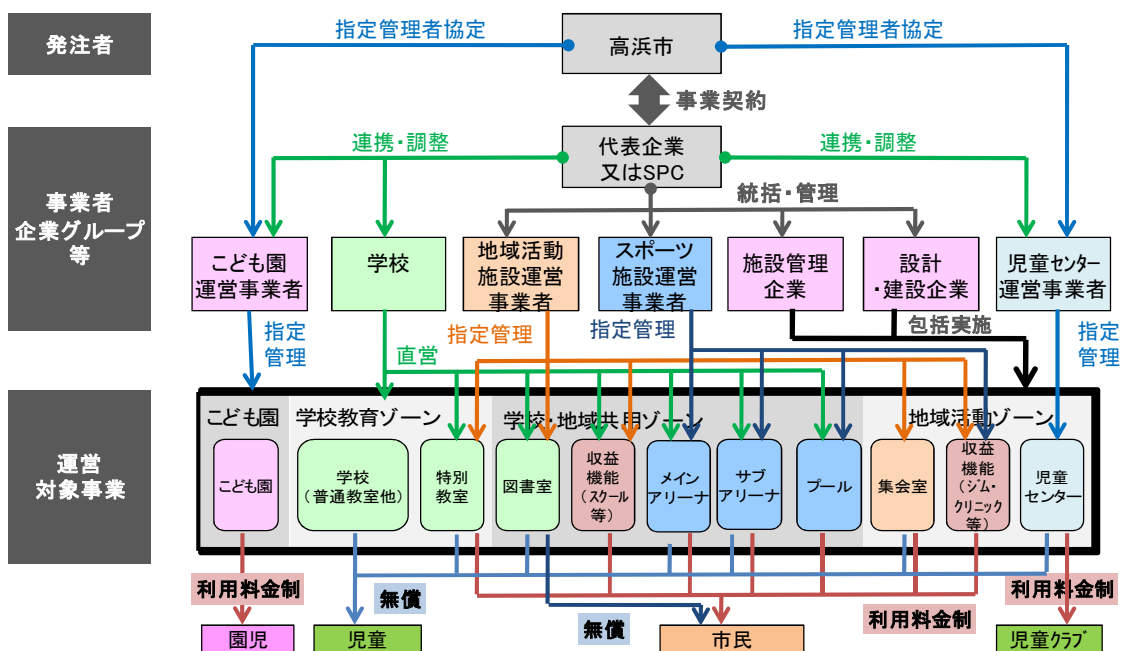 発注者
指定管理者協定
高浜市
指定管理者協定
事業契約
事業者
企業グループ
等
連携・調整
代表企業
又はSPC
連携・調整
統括・管理
こども園
運営事業者
学校
地域活動
施設運営
事業者
スポーツ
施設運営
事業者
施設管理
企業
設計
・建設企業
児童センター
運営事業者
指定
管理
直営
指定管理
指定管理
包括実施
指定
管理
運営
対象事業
こども園
学校教育ゾーン
学校・地域共用ゾーン
地域活動ゾーン
こども園
学校
(普通教室他)
特別
教室
図書室
収益
機能
(スクール
等)
メイン
アリーナ
サブ
アリーナ
プール
集会室
収益
機能
(ジム・
クリニック
等)
児童
センター
利用料金制
無償
無償
利用料金制
利用料金制
園児
児童
市民
児童クラブ